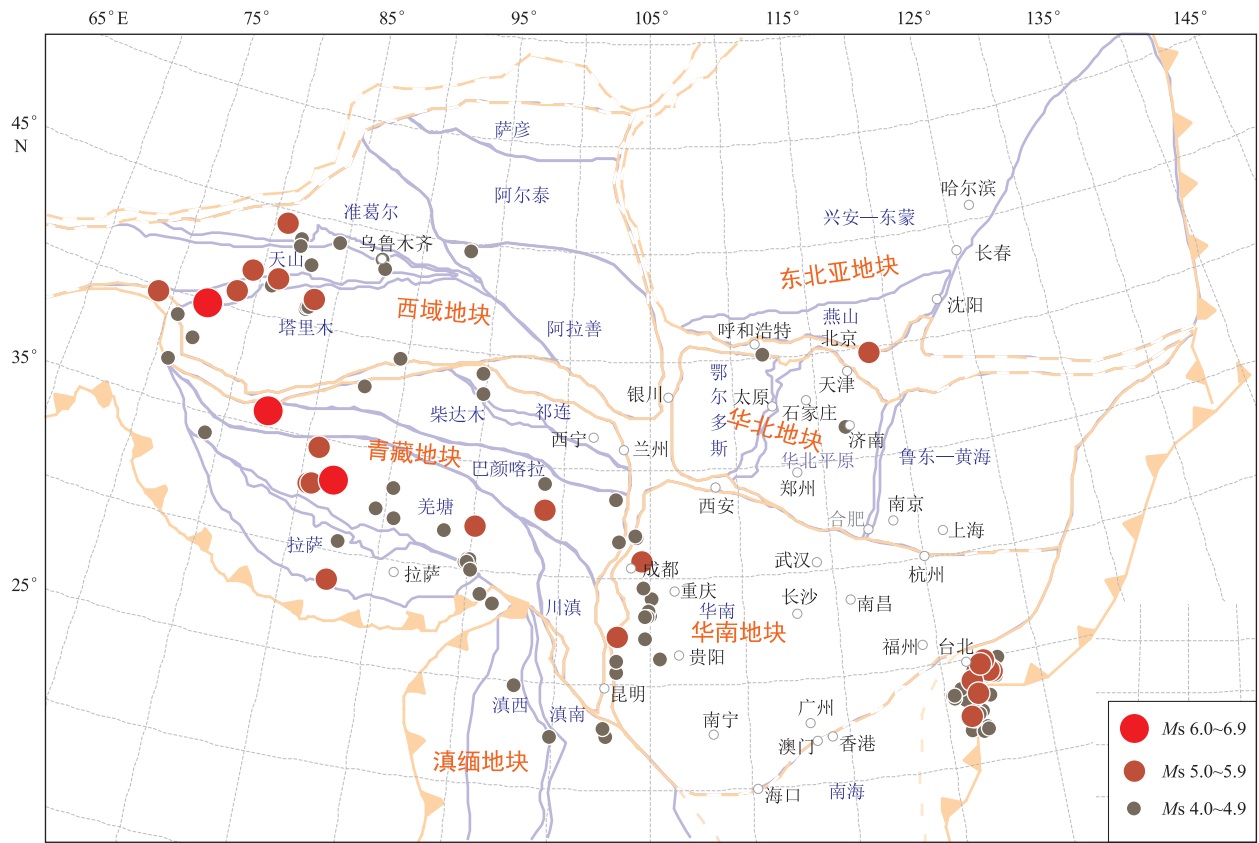 65°E 75° 85° 95° 105° 115° 125° 135° 145°
45°
N
35°
25°
萨彦
阿尔泰
准葛尔
乌鲁木齐
天山
塔里木
西域地块
阿拉善
哈尔滨
兴安—东蒙
长春
东北亚地块
沈阳
燕山
呼和浩特
北京
天津
鄂尔多斯
银川
太原
石家庄
华北地块
济南
华北平原
鲁东—黄海
郑州
柴达木
祁连
西宁
兰州
青藏地块
巴颜喀拉
羌塘
西安
合肥
南京
上海
拉萨
拉萨
成都
武汉
杭州
重庆
川滇
华南
长沙
南昌
华南地块
贵阳
福州
台北
昆明
滇西
滇南
南宁
广州
澳门
香港
滇缅地块
海口
南海
Ms 6.0~6.9
Ms 5.0~5.9
Ms 4.0~4.9